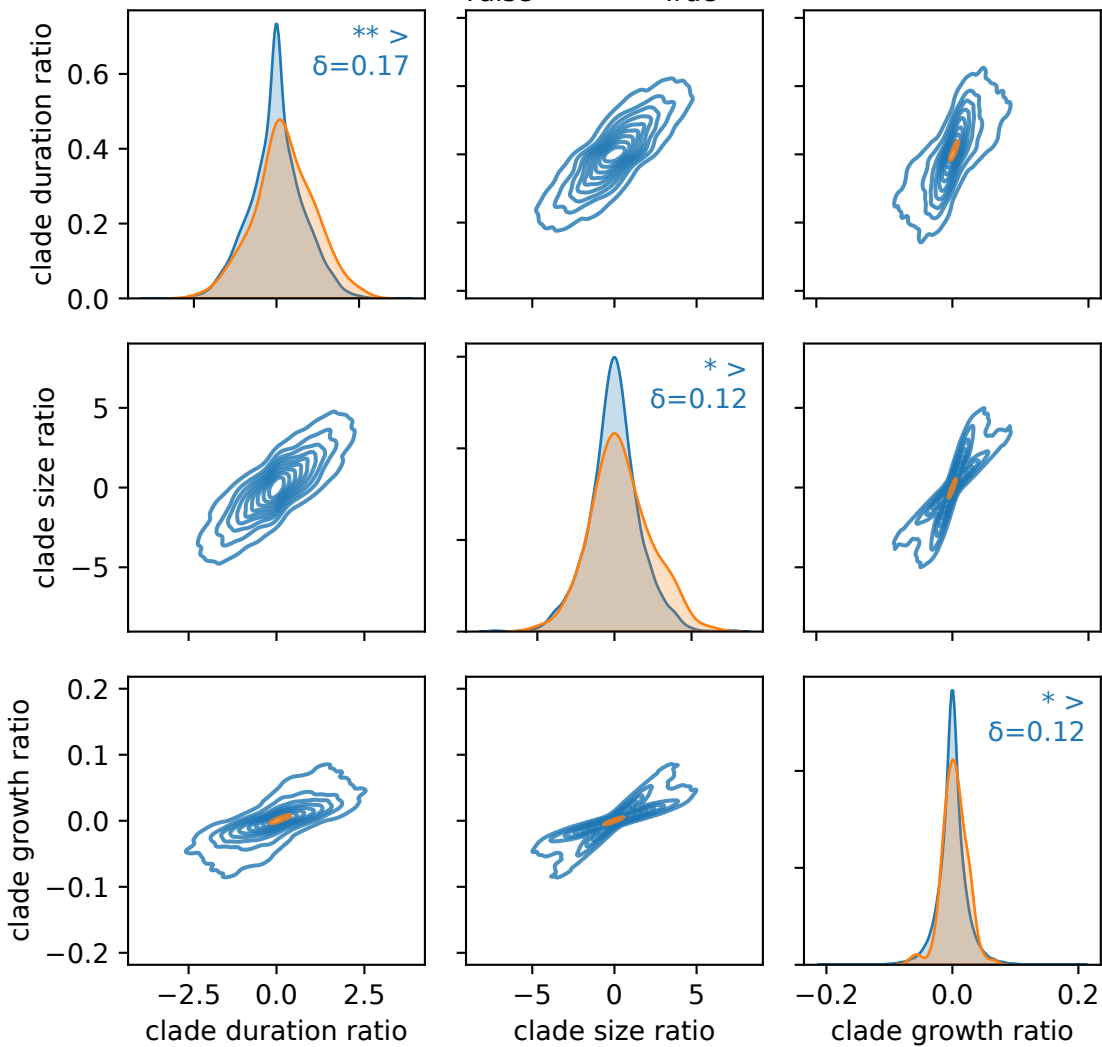 clade duration ratio
0.6
0.4
0.2
0.0
** >
δ=0.17
clade size ratio
5
0
−5
* >
δ=0.12
clade growth ratio
0.2
0.1
0.0
−0.1
−0.2
* >
δ=0.12
−2.5 0.0 2.5
clade duration ratio
−5 0 5
clade size ratio
−0.2 0.0 0.2
clade growth ratio